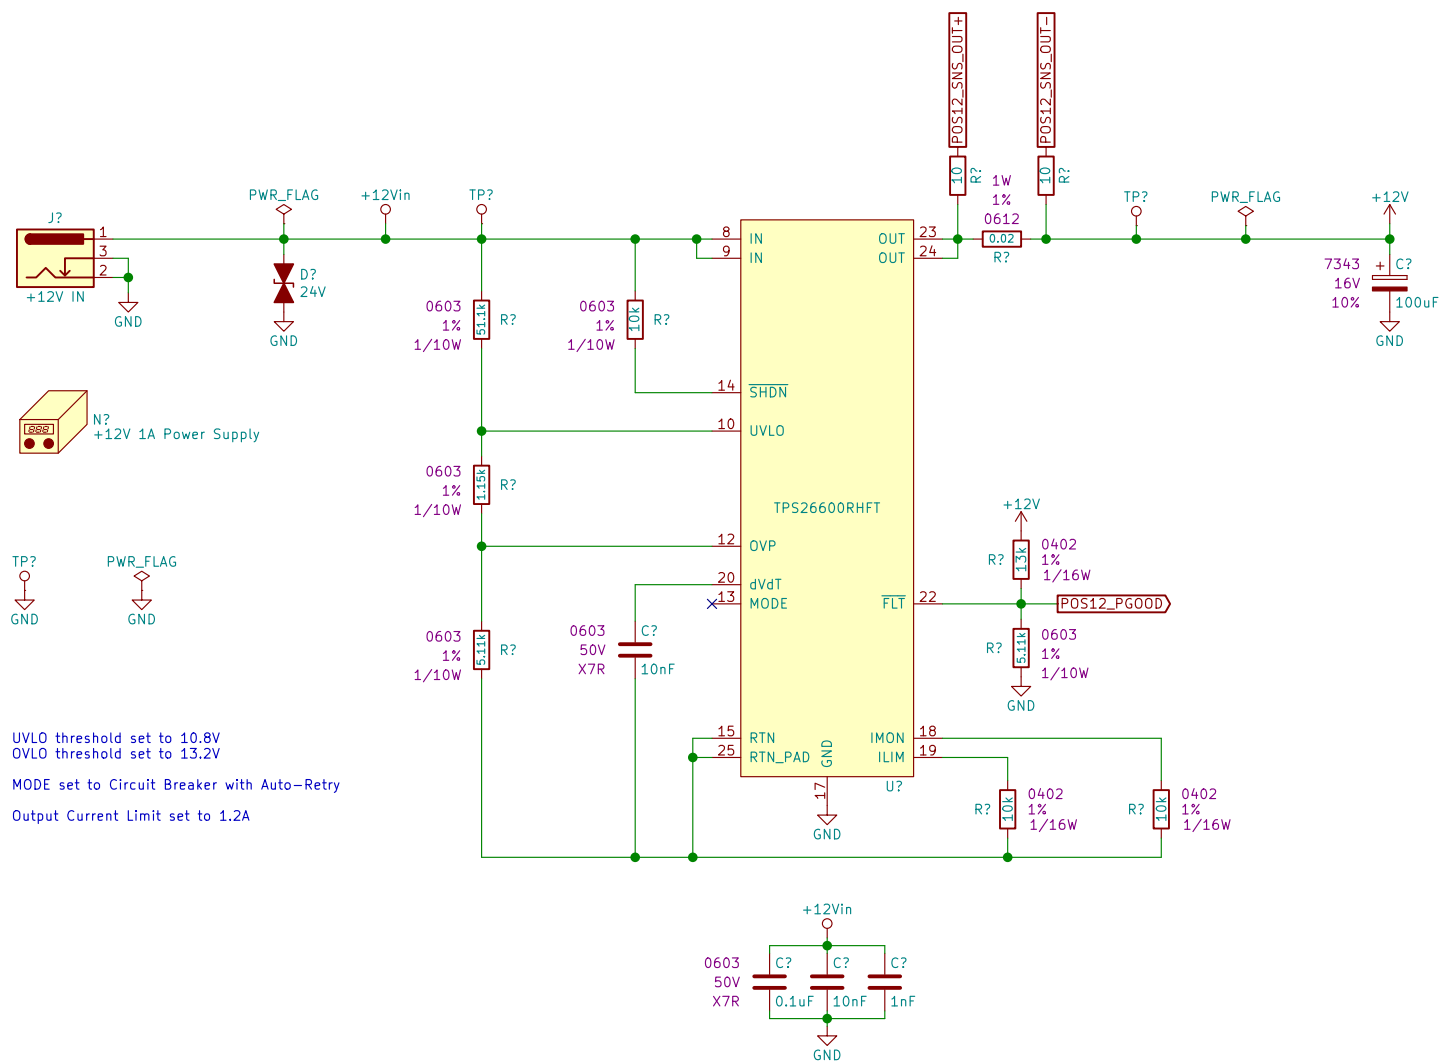 POS12_SNS_OUT+
POS12_SNS_OUT-
10
R?
10
R?
1W
1%
0612
0.02
R?
J?
1
3
2
+12V IN
GND
PWR_FLAG
D?
24V
GND
+12Vin
TP?
0603
1%
1/10W
51.1k
R?
0603
1%
1/10W
10k
R?
8
IN
9
IN
14
SHDN
10
UVLO
12
OVP
20
dVdT
13
MODE
15
RTN
25
RTN_PAD
TPS26600RHFT
GND
17
GND
U?
OUT
23
OUT
24
FLT
22
IMON
18
ILIM
19
TP?
PWR_FLAG
+12V
7343
16V
10%
+
C?
100uF
GND
888
N?
+12V 1A Power Supply
0603
1%
1/10W
1.15k
R?
TP?
GND
PWR_FLAG
GND
0603
1%
1/10W
5.11k
R?
0603
50V
X7R
C?
10nF
+12V
R?
13k
0402
1%
1/16W
POS12_PGOOD
R?
5.11k
0603
1%
1/10W
GND
R?
10k
0402
1%
1/16W
R?
10k
0402
1%
1/16W
UVLO threshold set to 10.8V
OVLO threshold set to 13.2V
MODE set to Circuit Breaker with Auto-Retry
Output Current Limit set to 1.2A
+12Vin
0603
50V
X7R
C?
0.1uF
C?
10nF
C?
1nF
GND